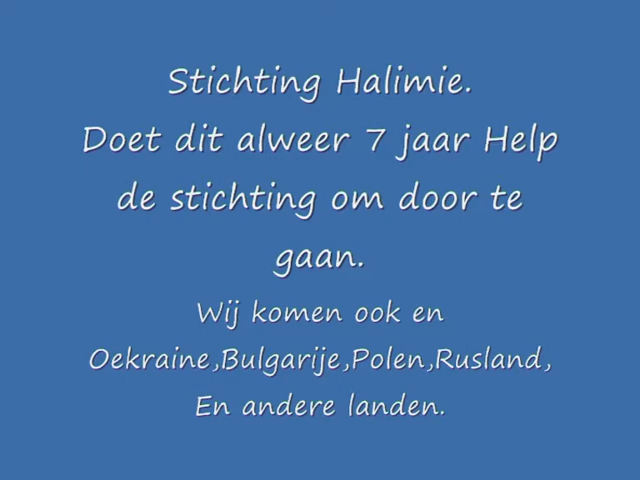 Stichting Halimie.
Doet dit alweer 7 jaar Help
de stichting om door te
gaan.
Wij komen ook en
Oekraine,Bulgarije,Polen,Rusland,
En andere landen.